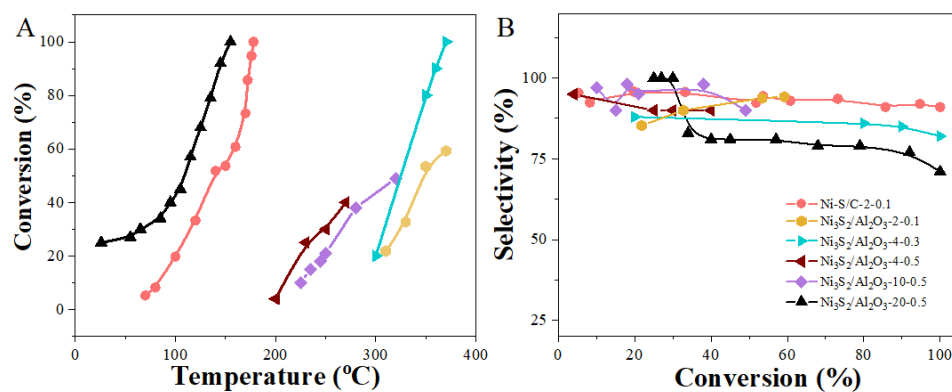 A
Conversion (%)
100
80
60
40
20
0
0
100
200
300
400
Temperature (ºC)
B
Selectivity (%)
100
75
50
25
Ni-S/C-2-0.1
Ni₃S₂/Al₂O₃-2-0.1
Ni₃S₂/Al₂O₃-4-0.3
Ni₃S₂/Al₂O₃-4-0.5
Ni₃S₂/Al₂O₃-10-0.5
Ni₃S₂/Al₂O₃-20-0.5
0
20
40
60
80
100
Conversion (%)